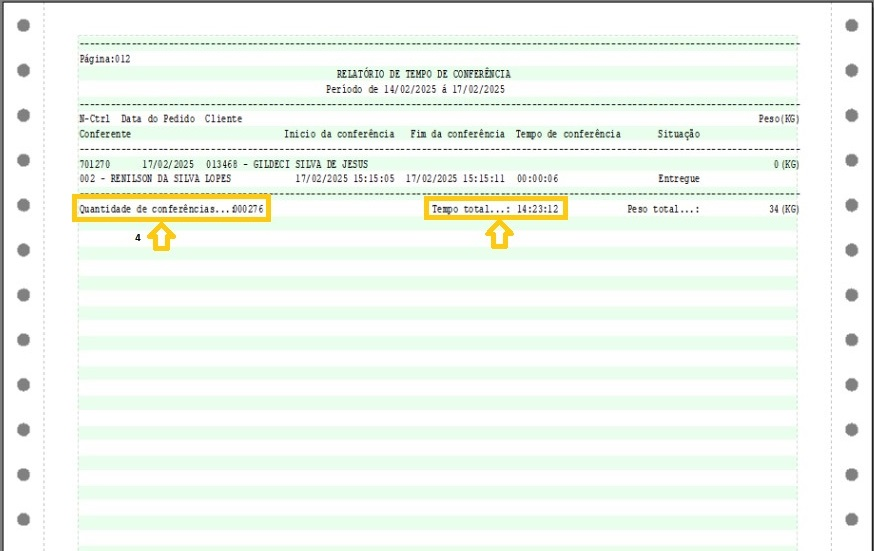 Página:012
RELATÓRIO DE TEMPO DE CONFERÊNCIA
Período de 14/02/2025 á 17/02/2025
N-Ctrl Data do Pedido Cliente Peso(KG)
Conferente Inicio da conferência Fim da conferência Tempo de conferência Situação
701270 17/02/2025 013468 - GILDECI SILVA DE JESUS 0 (KG)
002 - RENILSON DA SILVA LOPES 17/02/2025 15:15:05 17/02/2025 15:15:11 00:00:06 Entregue
Quantidade de conferências...:000276 Tempo total...: 14:23:12 Peso total...: 34 (KG)
4